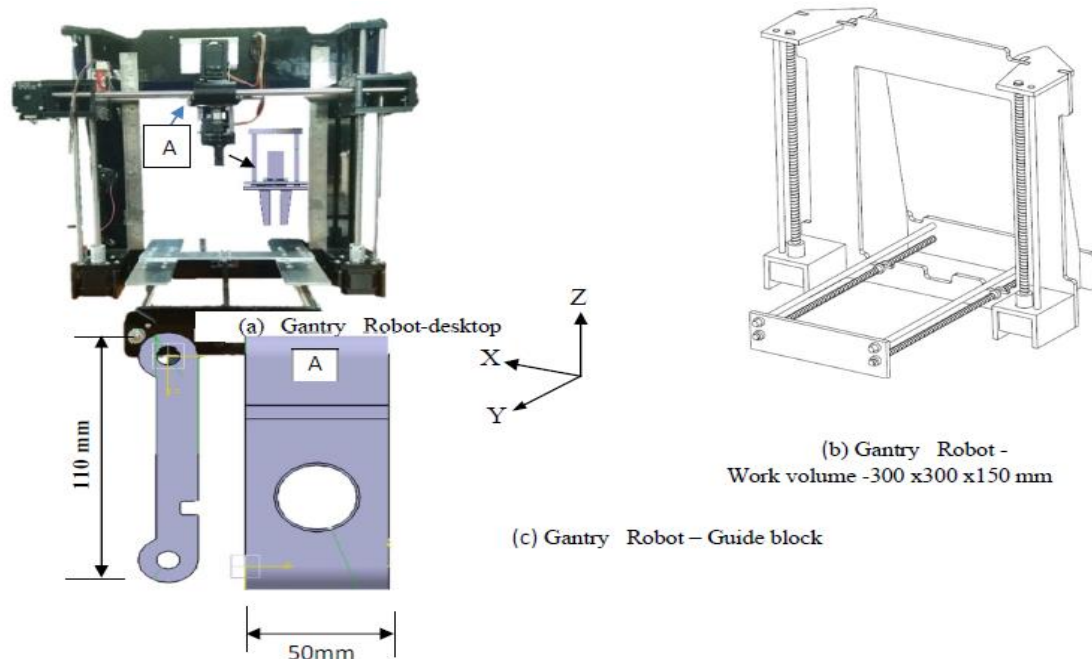 A
(a) Gantry Robot-desktop
Z
X
Y
A
110 mm
50mm
(b) Gantry Robot -
Work volume -300 x300 x150 mm
(c) Gantry Robot – Guide block